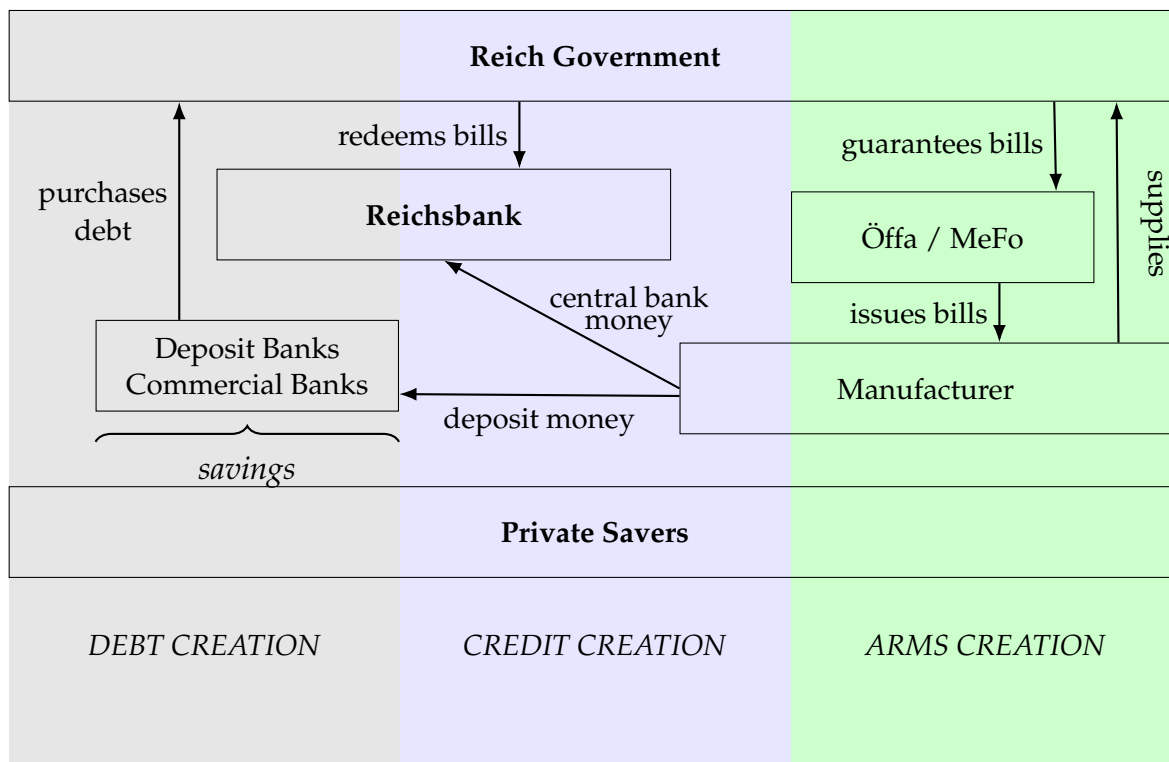 Reich Government
redeems bills
guarantees bills
purchases
debt
supplies
Reichsbank
Öffa / MeFo
central bank
money
issues bills
Deposit Banks
Commercial Banks
Manufacturer
deposit money
savings
Private Savers
DEBT CREATION
CREDIT CREATION
ARMS CREATION